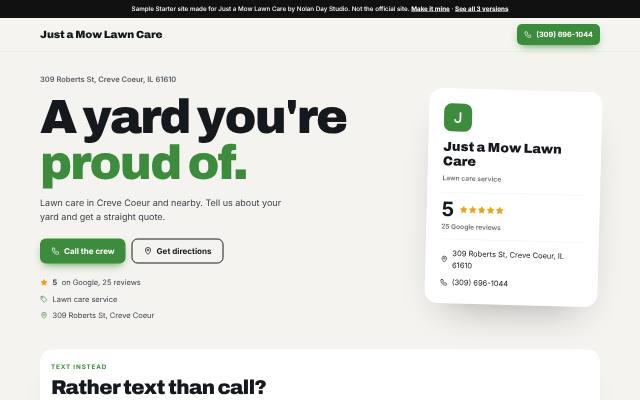 Sample Starter site made for Just a Mow Lawn Care by Nolan Day Studio. Not the official site. Make it mine · See all 3 versions
Just a Mow Lawn Care
(309) 696-1044
309 Roberts St, Creve Coeur, IL 61610
A yard you're
proud of.
Lawn care in Creve Coeur and nearby. Tell us about your
yard and get a straight quote.
Call the crew
Get directions
5 on Google, 25 reviews
Lawn care service
309 Roberts St, Creve Coeur
J
Just a Mow Lawn
Care
Lawn care service
5
25 Google reviews
309 Roberts St, Creve Coeur, IL
61610
(309) 696-1044
TEXT INSTEAD
Rather text than call?